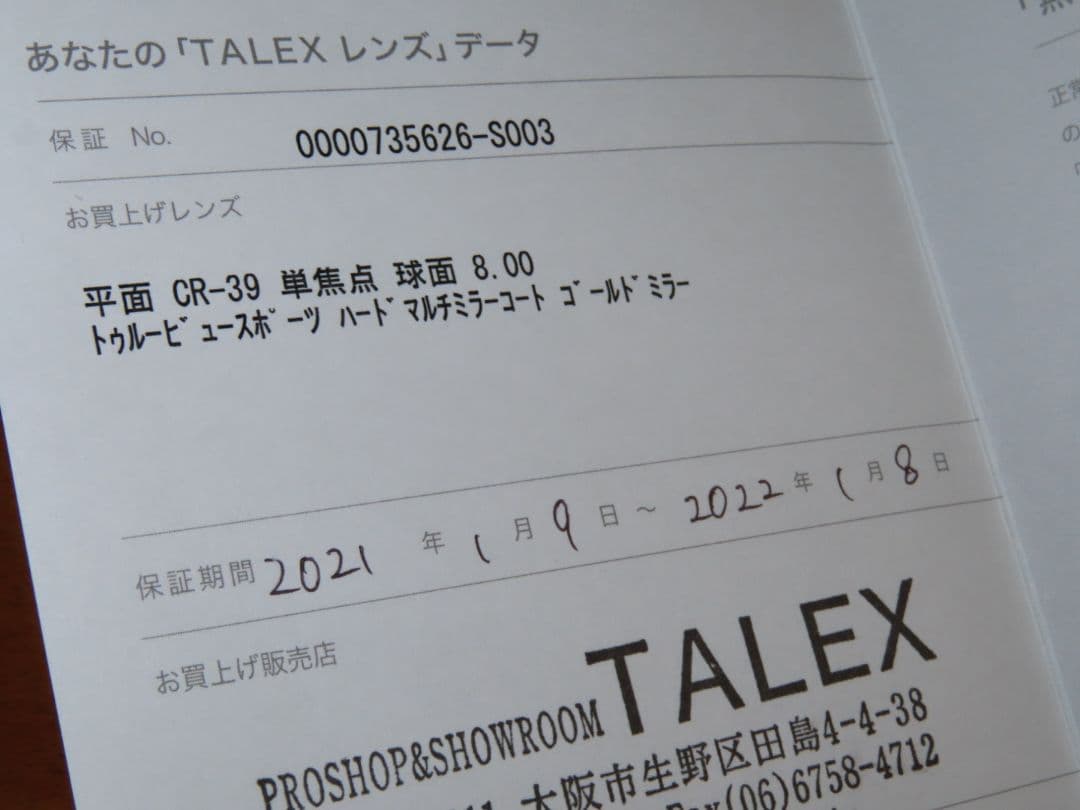 あなたの「TALEX レンズ」データ
保証 No. 0000735626-S003
お買上げレンズ
平面 CR-39 単焦点 球面 8.00
トゥルービュースポーツ ハードマルチミラーコート ゴールドミラー
保証期間 2021 年 1 月 9 日 ~ 2022 年 1 月 8 日
お買上げ販売店
PROSHOP&SHOWROOM TALEX
大阪市生野区田島4-4-38
(06)6758-4712
正常
の